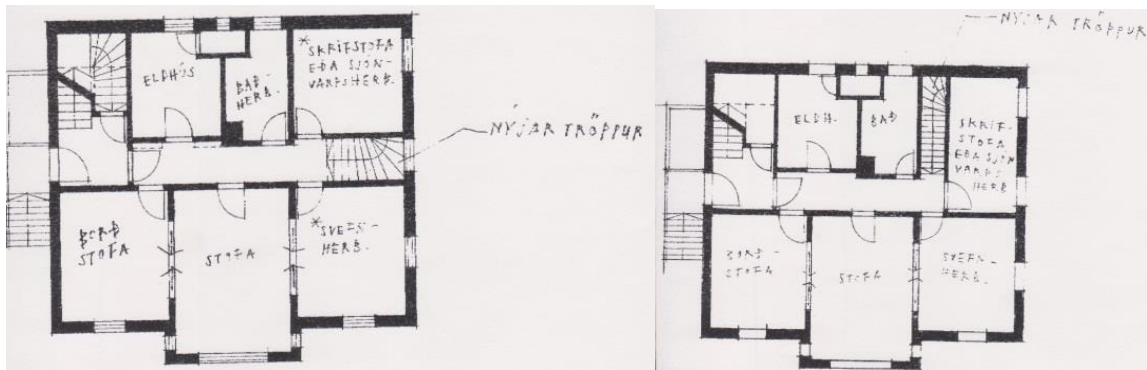 ELDHÚS
BAÐ
HERB.
*SKRIFSTOFA
EÐA SJÓN-
VARPSHERB.
NÝJAR TRÖPPUR
BORÐ
STOFA
STOFA
*SVEFN-
HERB.
NÝJAR TRÖPPUR
ELDH.
BAÐ
SKRIF-
STOFA
EÐA SJÓN
VARPS
HERB
BORÐ-
STOFA
STOFA
SVEFN-
HERB.